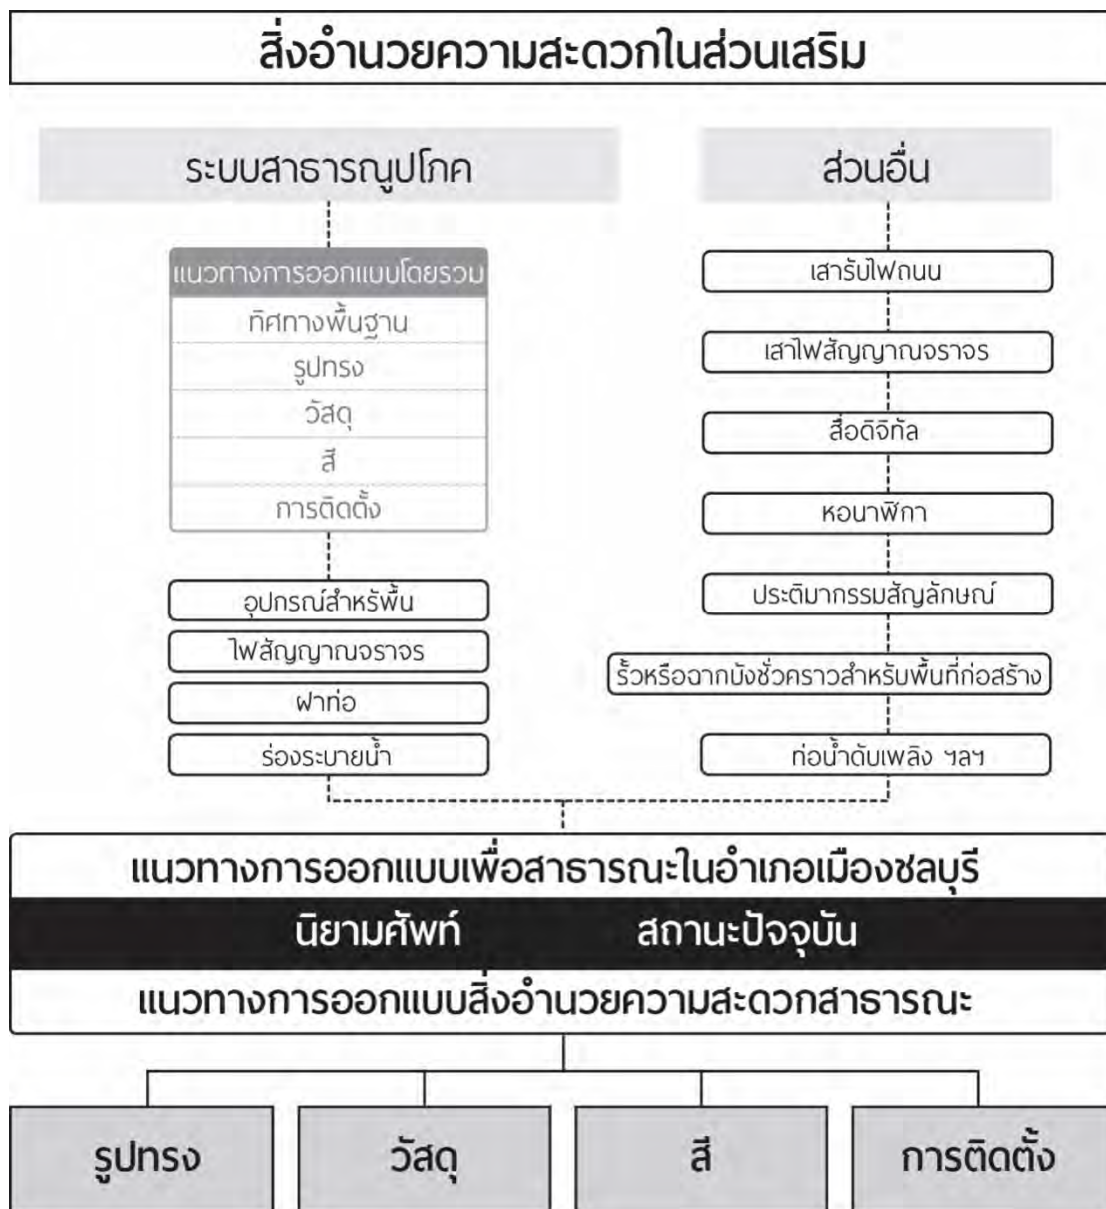 สิ่งอำนวยความสะดวกในส่วนเสริม
ระบบสาธารณูปโภค
แนวทางการออกแบบโดยรวม
ทิศทางพื้นฐาน
รูปทรง
วัสดุ
สี
การติดตั้ง
อุปกรณ์สำหรับพื้น
ไฟสัญญาณจราจร
ฝาท่อ
ร่องระบายน้ำ
ส่วนอื่น
เสารับไฟถนน
เสาไฟสัญญาณจราจร
สื่อดิจิทัล
หอนาฬิกา
ประติมากรรมสัญลักษณ์
รั้วหรือฉากบังชั่วคราวสำหรับพื้นที่ก่อสร้าง
ท่อน้ำดับเพลิง ฯลฯ
แนวทางการออกแบบเพื่อสาธารณะในอำเภอเมืองชลบุรี
นิยามศัพท์ สถานะปัจจุบัน
แนวทางการออกแบบสิ่งอำนวยความสะดวกสาธารณะ
รูปทรง วัสดุ สี การติดตั้ง